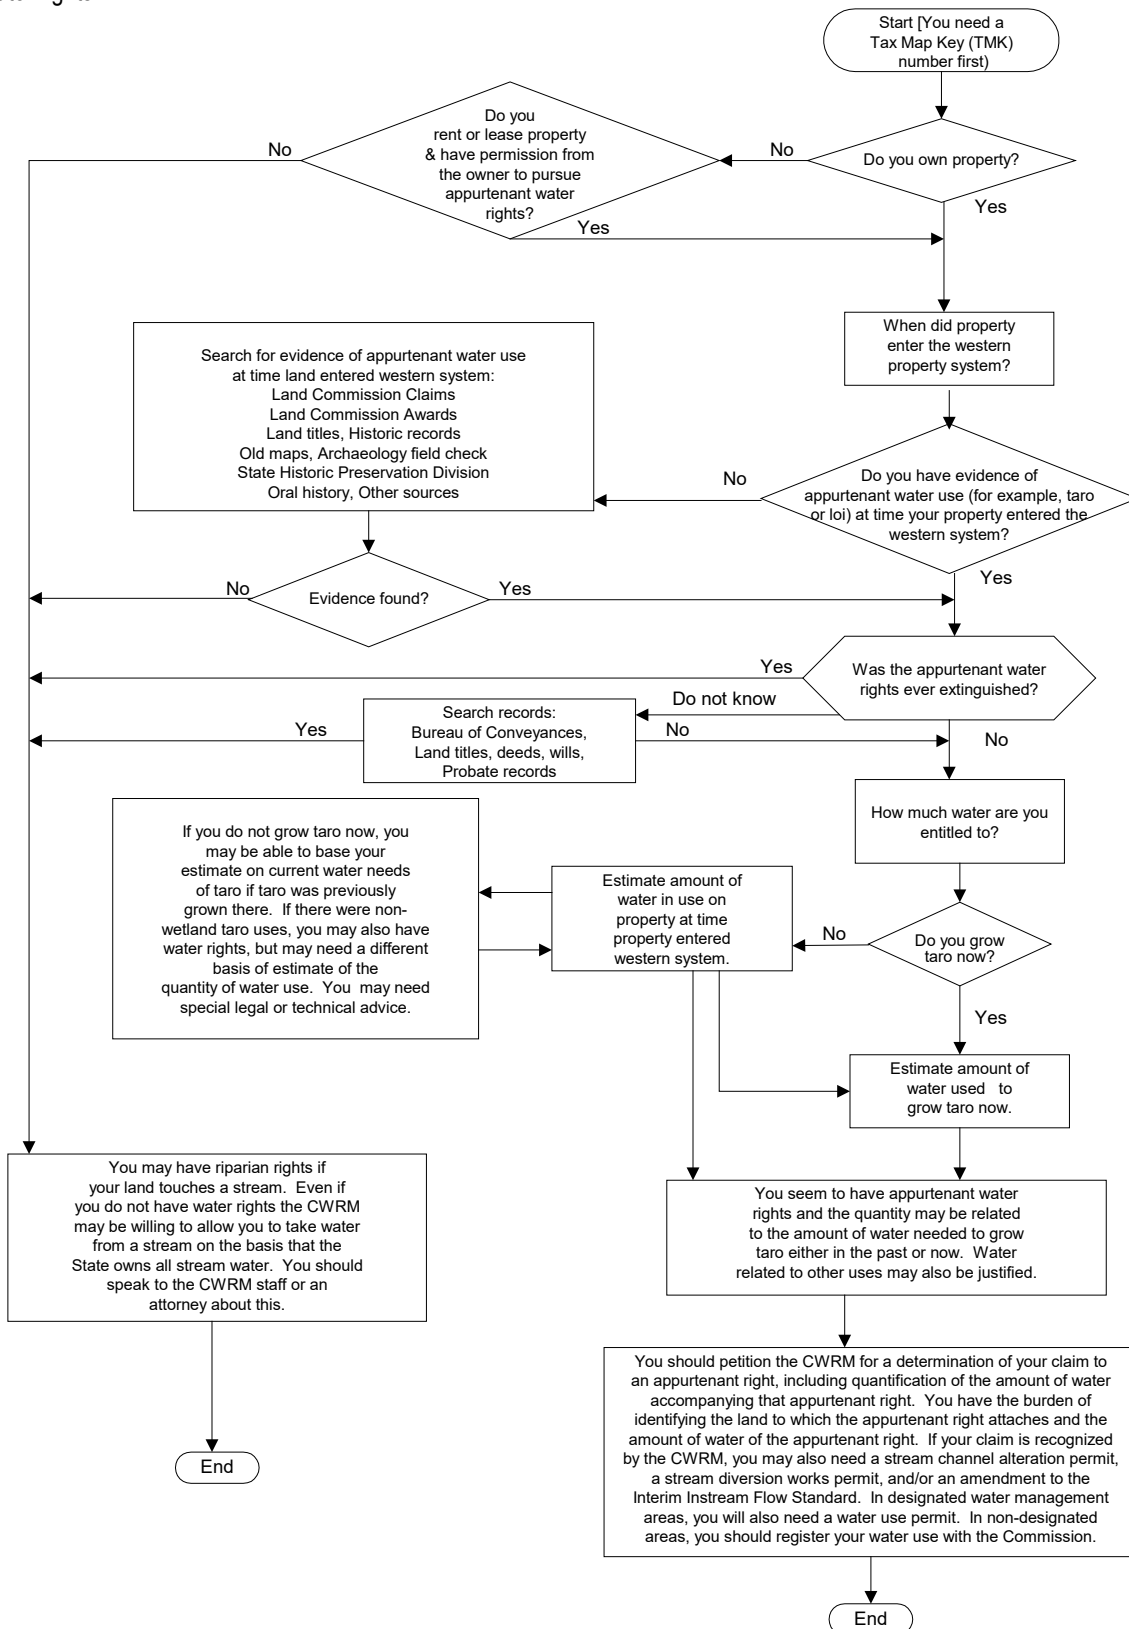 Start [You need a
Tax Map Key (TMK)
number first)
Do you own property?
No
Yes
Do you
rent or lease property
& have permission from
the owner to pursue
appurtenant water
rights?
No
Yes
When did property
enter the western
property system?
Do you have evidence of
appurtenant water use (for example, taro
or loi) at time your property entered the
western system?
No
Yes
Search for evidence of appurtenant water use
at time land entered western system:
Land Commission Claims
Land Commission Awards
Land titles, Historic records
Old maps, Archaeology field check
State Historic Preservation Division
Oral history, Other sources
Evidence found?
No
Yes
Was the appurtenant water
rights ever extinguished?
Yes
Do not know
No
Search records:
Bureau of Conveyances,
Land titles, deeds, wills,
Probate records
Yes
No
How much water are you
entitled to?
Do you grow
taro now?
No
Yes
Estimate amount of
water in use on
property at time
property entered
western system.
If you do not grow taro now, you
may be able to base your
estimate on current water needs
of taro if taro was previously
grown there.  If there were non-
wetland taro uses, you may also have
water rights, but may need a different
basis of estimate of the
quantity of water use.  You  may need
special legal or technical advice.
Estimate amount of
water used   to
grow taro now.
You may have riparian rights if
your land touches a stream.  Even if
you do not have water rights the CWRM
may be willing to allow you to take water
from a stream on the basis that the
State owns all stream water.  You should
speak to the CWRM staff or an
attorney about this.
End
You seem to have appurtenant water
rights and the quantity may be related
to the amount of water needed to grow
taro either in the past or now.  Water
related to other uses may also be justified.
You should petition the CWRM for a determination of your claim to
an appurtenant right, including quantification of the amount of water
accompanying that appurtenant right.  You have the burden of
identifying the land to which the appurtenant right attaches and the
amount of water of the appurtenant right.  If your claim is recognized
by the CWRM, you may also need a stream channel alteration permit,
a stream diversion works permit, and/or an amendment to the
Interim Instream Flow Standard.  In designated water management
areas, you will also need a water use permit.  In non-designated
areas, you should register your water use with the Commission.
End